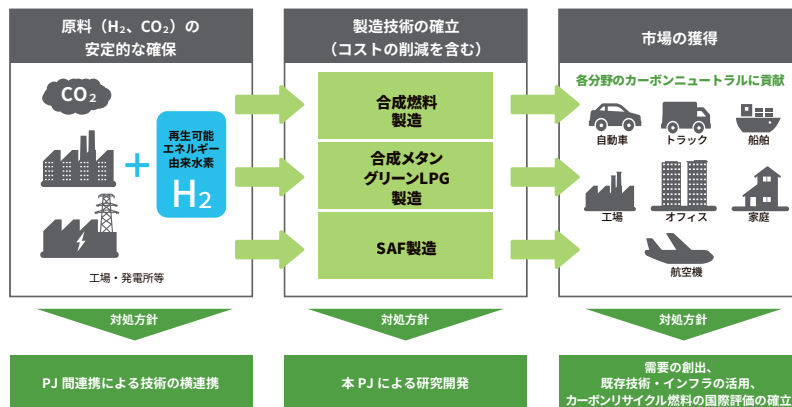 原料（H₂、CO₂）の
安定的な確保
CO₂
再生可能
エネルギー
由来水素
H₂
工場・発電所等
対処方針
PJ 間連携による技術の横連携
製造技術の確立
（コストの削減を含む）
合成燃料
製造
合成メタン
グリーンLPG
製造
SAF製造
対処方針
本 PJ による研究開発
市場の獲得
各分野のカーボンニュートラルに貢献
自動車
トラック
船舶
工場
オフィス
家庭
航空機
対処方針
需要の創出、
既存技術・インフラの活用、
カーボンリサイクル燃料の国際評価の確立